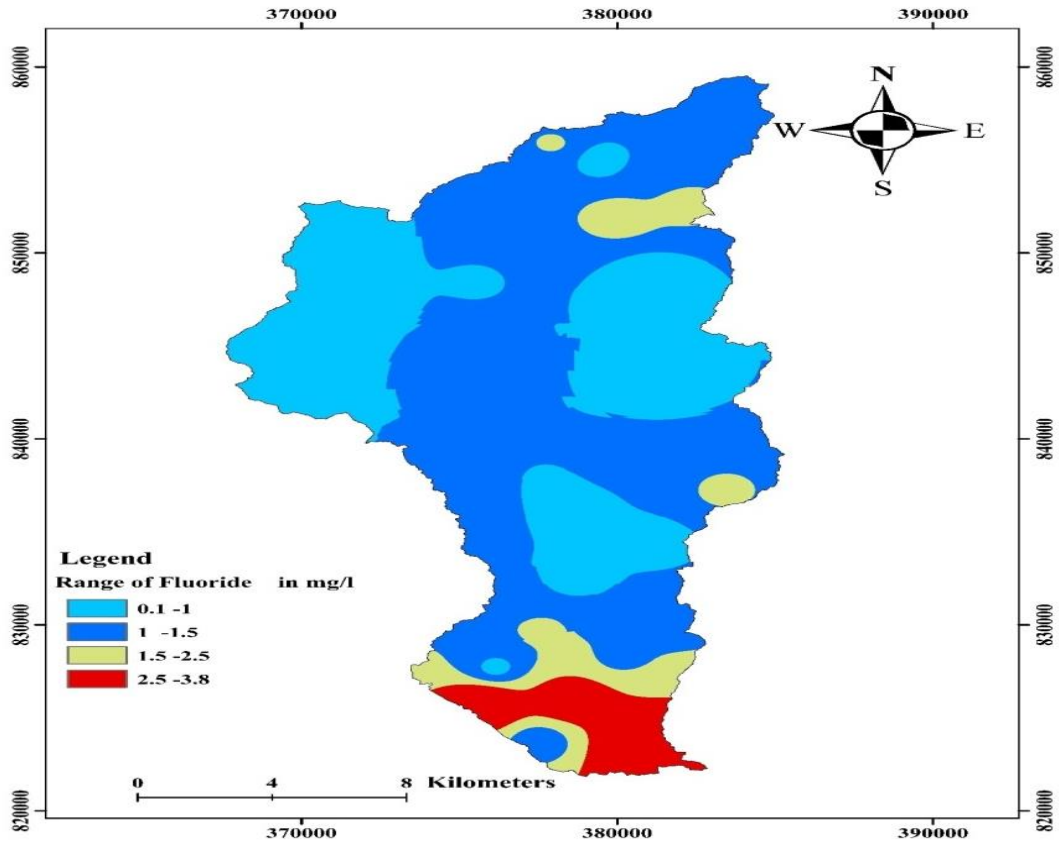 370000 380000 390000
860000 860000
N
W E
S
850000 850000
840000 840000
Legend
Range of Fluoride in mg/l
0.1 -1
830000 830000
1 -1.5
1.5 -2.5
2.5 -3.8
0 4 8 Kilometers
820000 820000
370000 380000 390000